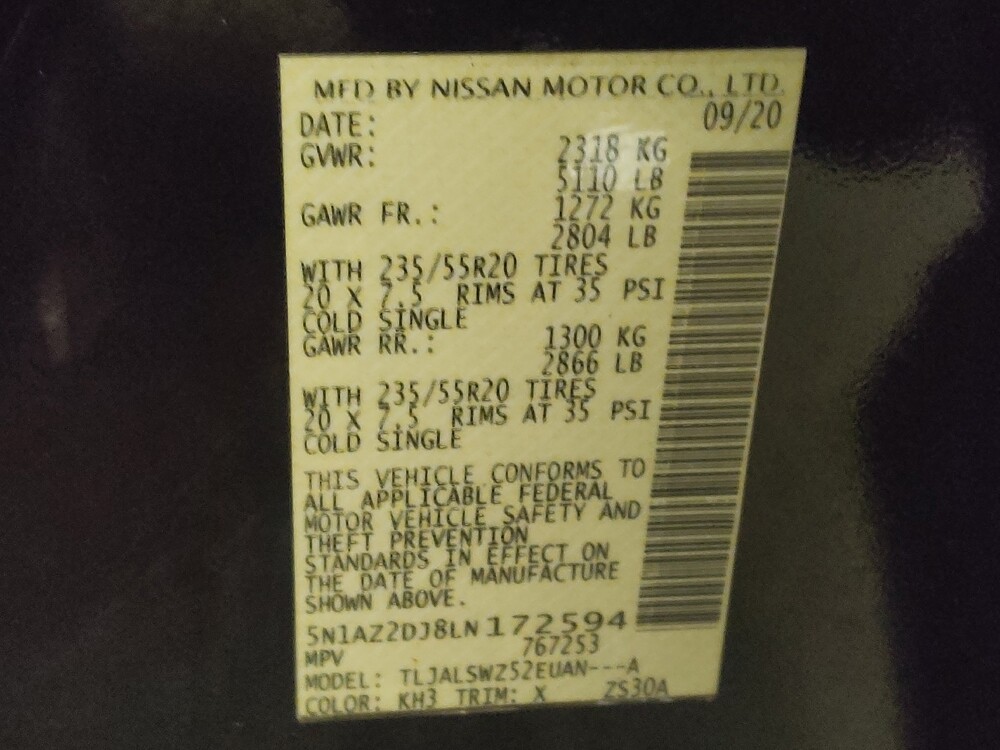 MFD BY NISSAN MOTOR CO., LTD.
DATE: 09/20
GVWR: 2318 KG
5110 LB
GAWR FR.: 1272 KG
2804 LB
WITH 235/55R20 TIRES
20 X 7.5 RIMS AT 35 PSI
COLD SINGLE
GAWR RR.: 1300 KG
2866 LB
WITH 235/55R20 TIRES
20 X 7.5 RIMS AT 35 PSI
COLD SINGLE
THIS VEHICLE CONFORMS TO
ALL APPLICABLE FEDERAL
MOTOR VEHICLE SAFETY AND
THEFT PREVENTION
STANDARDS IN EFFECT ON
THE DATE OF MANUFACTURE
SHOWN ABOVE.
5N1AZ2DJ8LN172594
MPV 767253
MODEL: TLJALSWZ52EUAN---A
COLOR: KH3 TRIM: X ZS30A